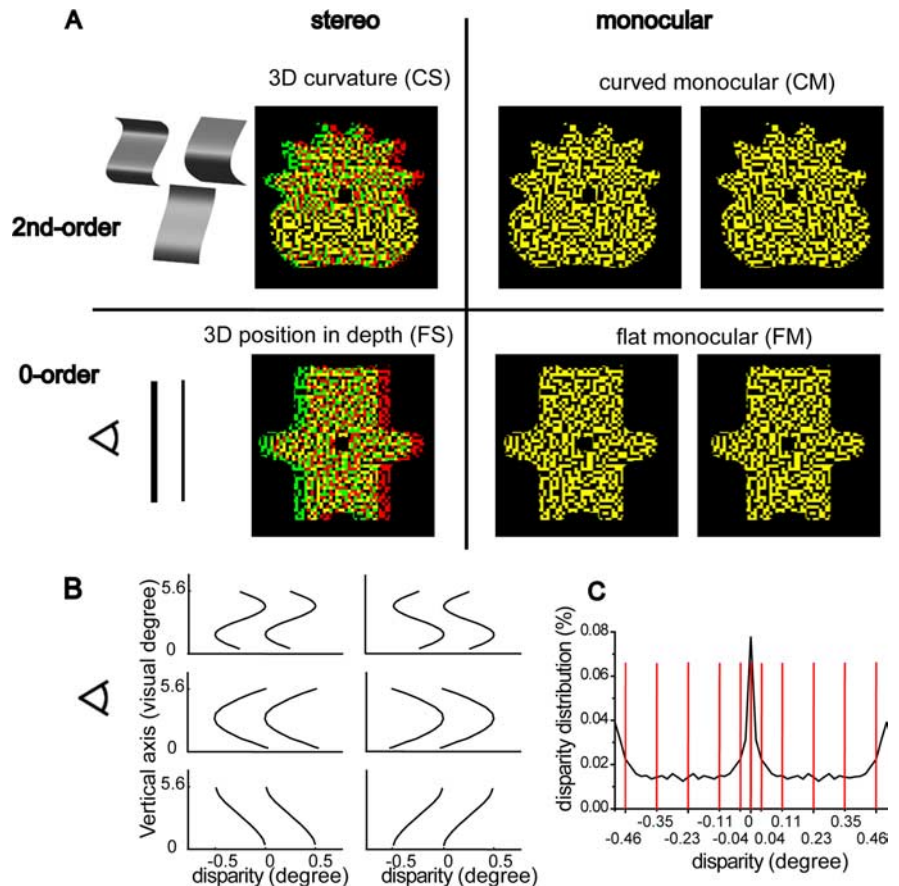 A
stereo
monocular
3D curvature (CS)
curved monocular (CM)
2nd-order
3D position in depth (FS)
flat monocular (FM)
0-order
B
Vertical axis (visual degree)
5.6
0
5.6
0
5.6
0
-0.5 0 0.5
-0.5 0 0.5
disparity (degree)
disparity (degree)
C
disparity distribution (%)
0.08
0.06
0.04
0.02
0.00
-0.35 -0.11 0 0.11 0.35
-0.46 -0.23 -0.04 0.04 0.23 0.46
disparity (degree)